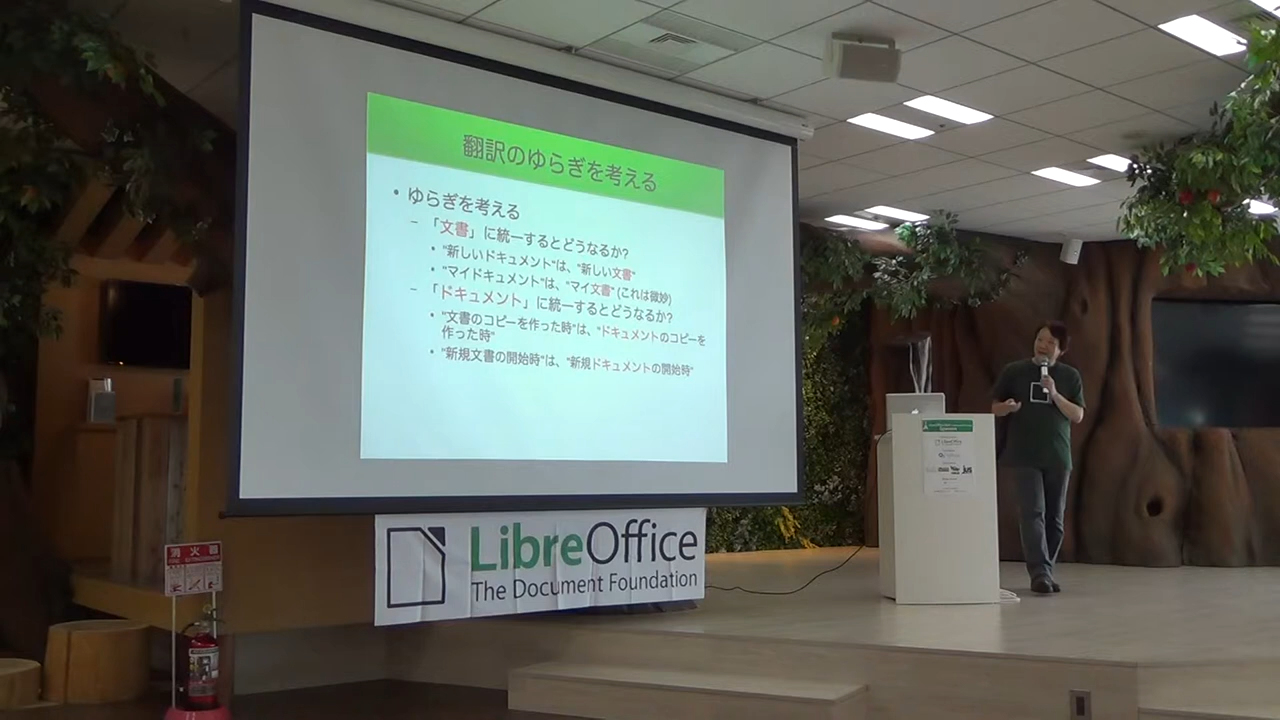 翻訳のゆらぎを考える
• ゆらぎを考える
– 「文書」に統一するとどうなるか?
• "新しいドキュメント"は、"新しい文書"
• "マイドキュメント"は、"マイ文書" (これは微妙)
– 「ドキュメント」に統一するとどうなるか?
• "文書のコピーを作った時"は、"ドキュメントのコピーを
作った時"
• "新規文書の開始時"は、"新規ドキュメントの開始時"
LibreOffice
The Document Foundation
消火器
LibreOffice